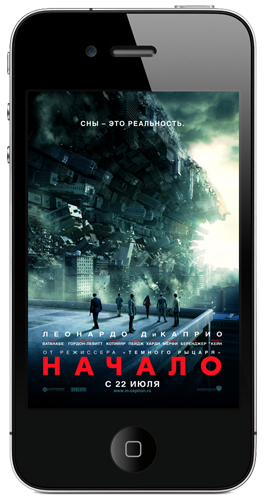 СНЫ – ЭТО РЕАЛЬНОСТЬ.
ЛЕОНАРДО ДиКАПРИО
ВАТАНАБЕ ГОРДОН-ЛЕВИТТ КОТИЙЯР ПЕЙДЖ ХАРДИ МЁРФИ БЕРЕНДЖЕР КЕЙН
ОТ РЕЖИССЕРА «ТЕМНОГО РЫЦАРЯ»
НАЧАЛО
С 22 ИЮЛЯ